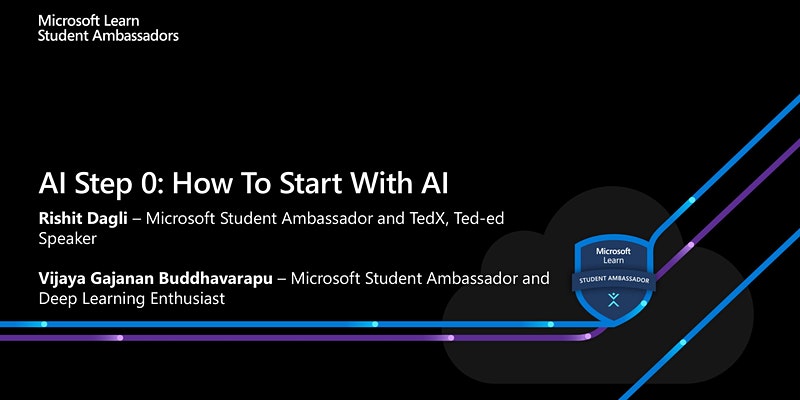 Microsoft Learn
Student Ambassadors
AI Step 0: How To Start With AI
Rishit Dagli – Microsoft Student Ambassador and TedX, Ted-ed
Speaker
Vijaya Gajanan Buddhavarapu – Microsoft Student Ambassador and
Deep Learning Enthusiast
Microsoft
Learn
STUDENT AMBASSADOR